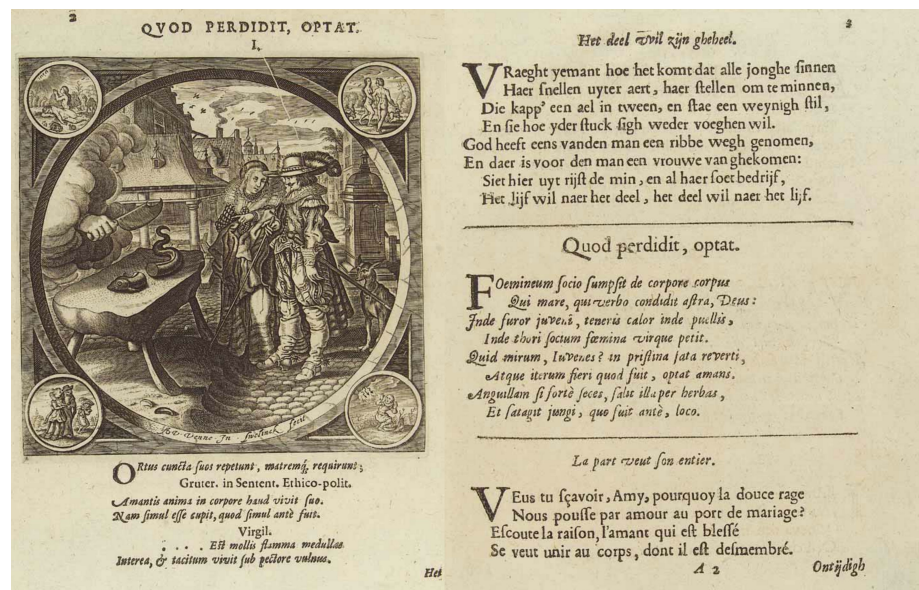 2
QVOD PERDIDIT, OPTAT.
I.
ORtus cuncta suos repetunt, matremq́; requirunt;
Gruter. in Sentent. Ethico-polit.
Amantis anima in corpore haud vivit suo.
Nam simul esse cupit, quod simul antè fuit.
Virgil.
. . . . Est mollis flamma medullas
Interea, & tacitum vivit sub pectore vulnus.
Het
3
Het deel wil zijn gheheel.
VRaeght yemant hoe het komt dat alle jonghe sinnen
Haer snellen uyter aert, haer stellen om te minnen,
Die kapp' een ael in tween, en stae een weynigh stil,
En sie hoe yder stuck sigh weder voeghen wil.
God heeft eens vanden man een ribbe wegh genomen,
En daer is voor den man een vrouwe van ghekomen:
Siet hier uyt rijst de min, en al haer soet bedrijf,
Het lijf wil naer het deel, het deel wil naer het lijf.
Quod perdidit, optat.
FOemineum socio sumpsit de corpore corpus
Qui mare, qui verbo condidit astra, Deus:
Inde furor juveni, teneris calor inde puellis,
Inde thori socium fœmina virque petit.
Quid mirum, Iuvenes? in pristina fata reverti,
Atque iterum fieri quod fuit, optat amans.
Anguillam si fortè seces, salit illa per herbas,
Et satagit jungi, quo fuit antè, loco.
La part veut son entier.
VEus tu sçavoir, Amy, pourquoy la douce rage
Nous pousse par amour au port de mariage?
Escoute la raison, l'amant qui est blessé
Se veut unir au corps, dont il est desmembré.
A 2
Ontijdigh